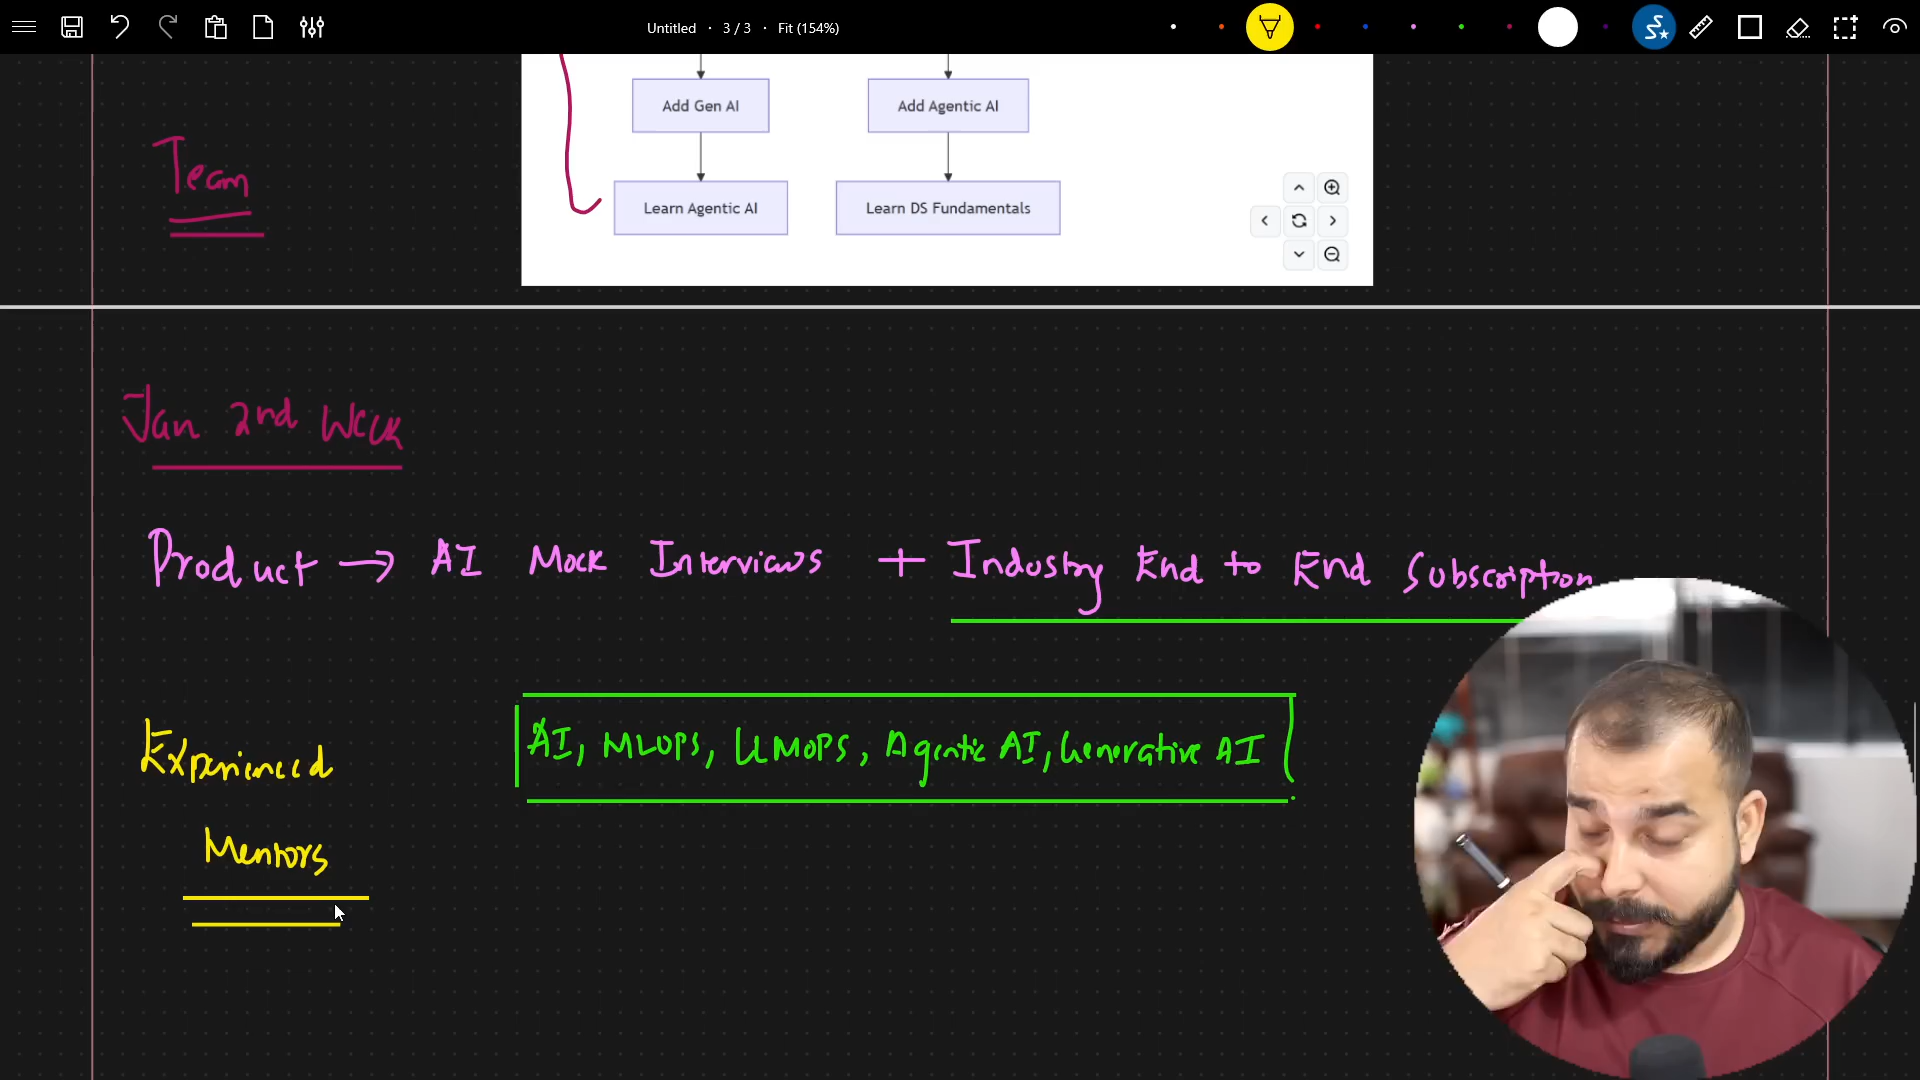 Untitled · 3 / 3 · Fit (154%)
Add Gen AI
Add Agentic AI
Team
Learn Agentic AI
Learn DS Fundamentals
Jan 2nd Week
Product → AI Mock Interviews + Industry End to End Subscription
AI, MLOPS, LLMOPS, Agentic AI, Generative AI
Experienced
Mentors